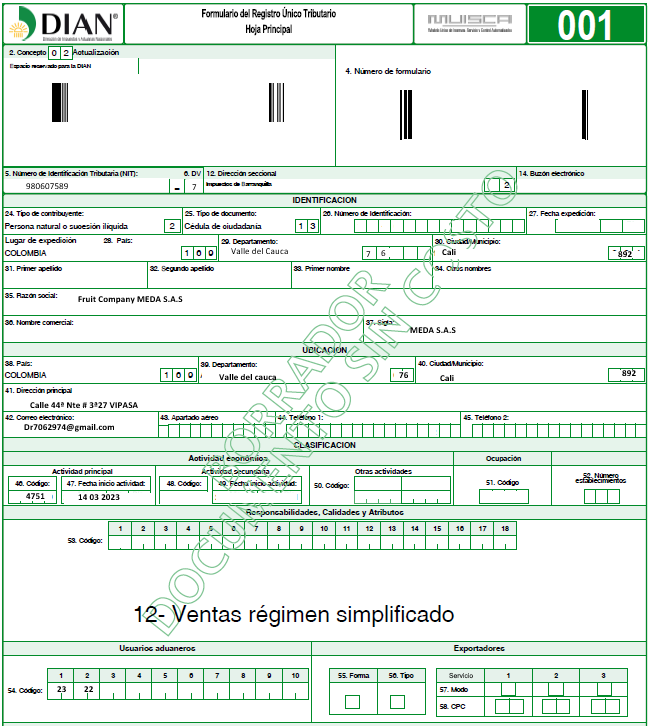 DIAN
Formulario del Registro Único Tributario
Hoja Principal
MUISCA
001
2. Concepto 0 2 Actualización
Espacio reservado para la DIAN
4. Número de formulario
5. Número de Identificación Tributaria (NIT): 6. DV 12. Dirección seccional 14. Buzón electrónico
980607589 - 7 Impuestos de Barranquilla 2
IDENTIFICACION
24. Tipo de contribuyente: 25. Tipo de documento: 26. Número de Identificación: 27. Fecha expedición:
Persona natural o sucesión ilíquida 2 Cédula de ciudadanía 1 3
Lugar de expedición 28. País: 29. Departamento: 30. Ciudad/Municipio:
COLOMBIA 1 6 9 Valle del Cauca 7 6 Cali 892
31. Primer apellido 32. Segundo apellido 33. Primer nombre 34. Otros nombres
35. Razón social: Fruit Company MEDA S.A.S
36. Nombre comercial: 37. Sigla: MEDA S.A.S
UBICACION
38. País: 39. Departamento: 40. Ciudad/Municipio:
COLOMBIA 1 6 9 Valle del cauca 76 Cali 892
41. Dirección principal
Calle 44ª Nte # 3ª27 VIPASA
42. Correo electrónico: 43. Apartado aéreo 44. Teléfono 1: 45. Teléfono 2:
Dr7062974@gmail.com
CLASIFICACION
Actividad económica Ocupación
Actividad principal Actividad secundaria Otras actividades 52. Número establecimientos
46. Código: 47. Fecha inicio actividad: 48. Código: 49. Fecha inicio actividad: 50. Código: 51. Código
4751 14 03 2023
Responsabilidades, Calidades y Atributos
1 2 3 4 5 6 7 8 9 10 11 12 13 14 15 16 17 18
53. Código:
12- Ventas régimen simplificado
Usuarios aduaneros Exportadores
1 2 3 4 5 6 7 8 9 10 55. Forma 56. Tipo Servicio 1 2 3
54. Código: 23 22 57. Modo
58. CPC
BORRADOR
DOCUMENTO SIN COSTO